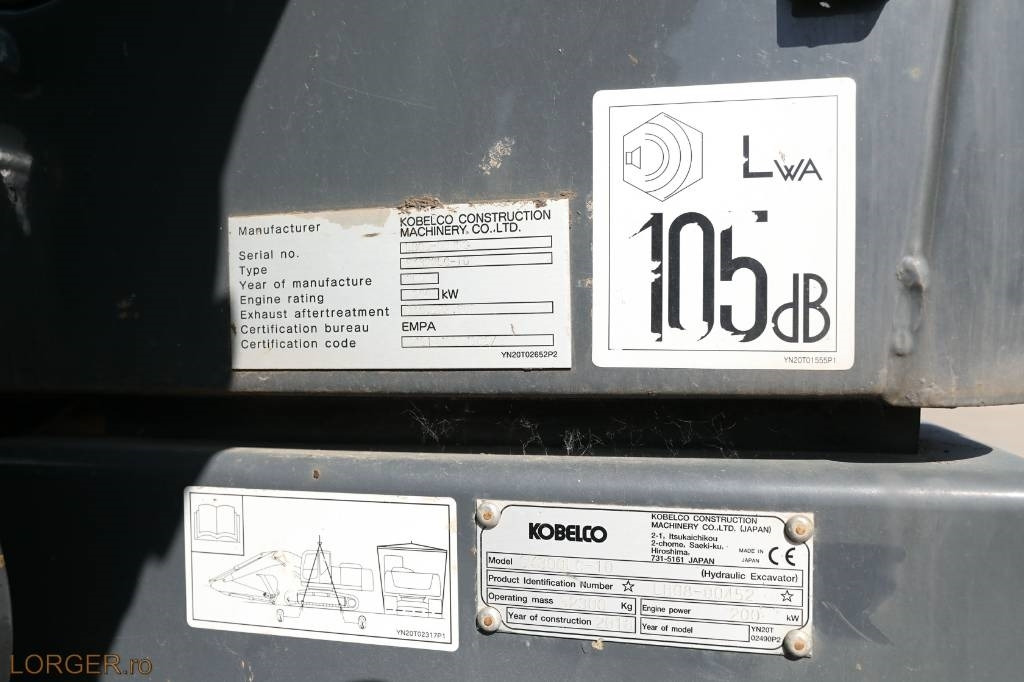 LWA
105 dB
YN20T01555P1
Manufacturer KOBELCO CONSTRUCTION
MACHINERY CO.,LTD.
Serial no.
Type
Year of manufacture
Engine rating kW
Exhaust aftertreatment
Certification bureau EMPA
Certification code
YN20T02652P2
YN20T02317P1
KOBELCO
KOBELCO CONSTRUCTION
MACHINERY CO.,LTD. (JAPAN)
2-1, Itsukaichikou
2-chome, Saeki-ku,
Hiroshima,
731-5161 JAPAN
MADE IN
JAPAN
CE
Model (Hydraulic Excavator)
Product Identification Number ☆ ☆
Operating mass Kg
Engine power 200 kW
Year of construction
Year of model
YN20T
02490P2
LORGER.ro